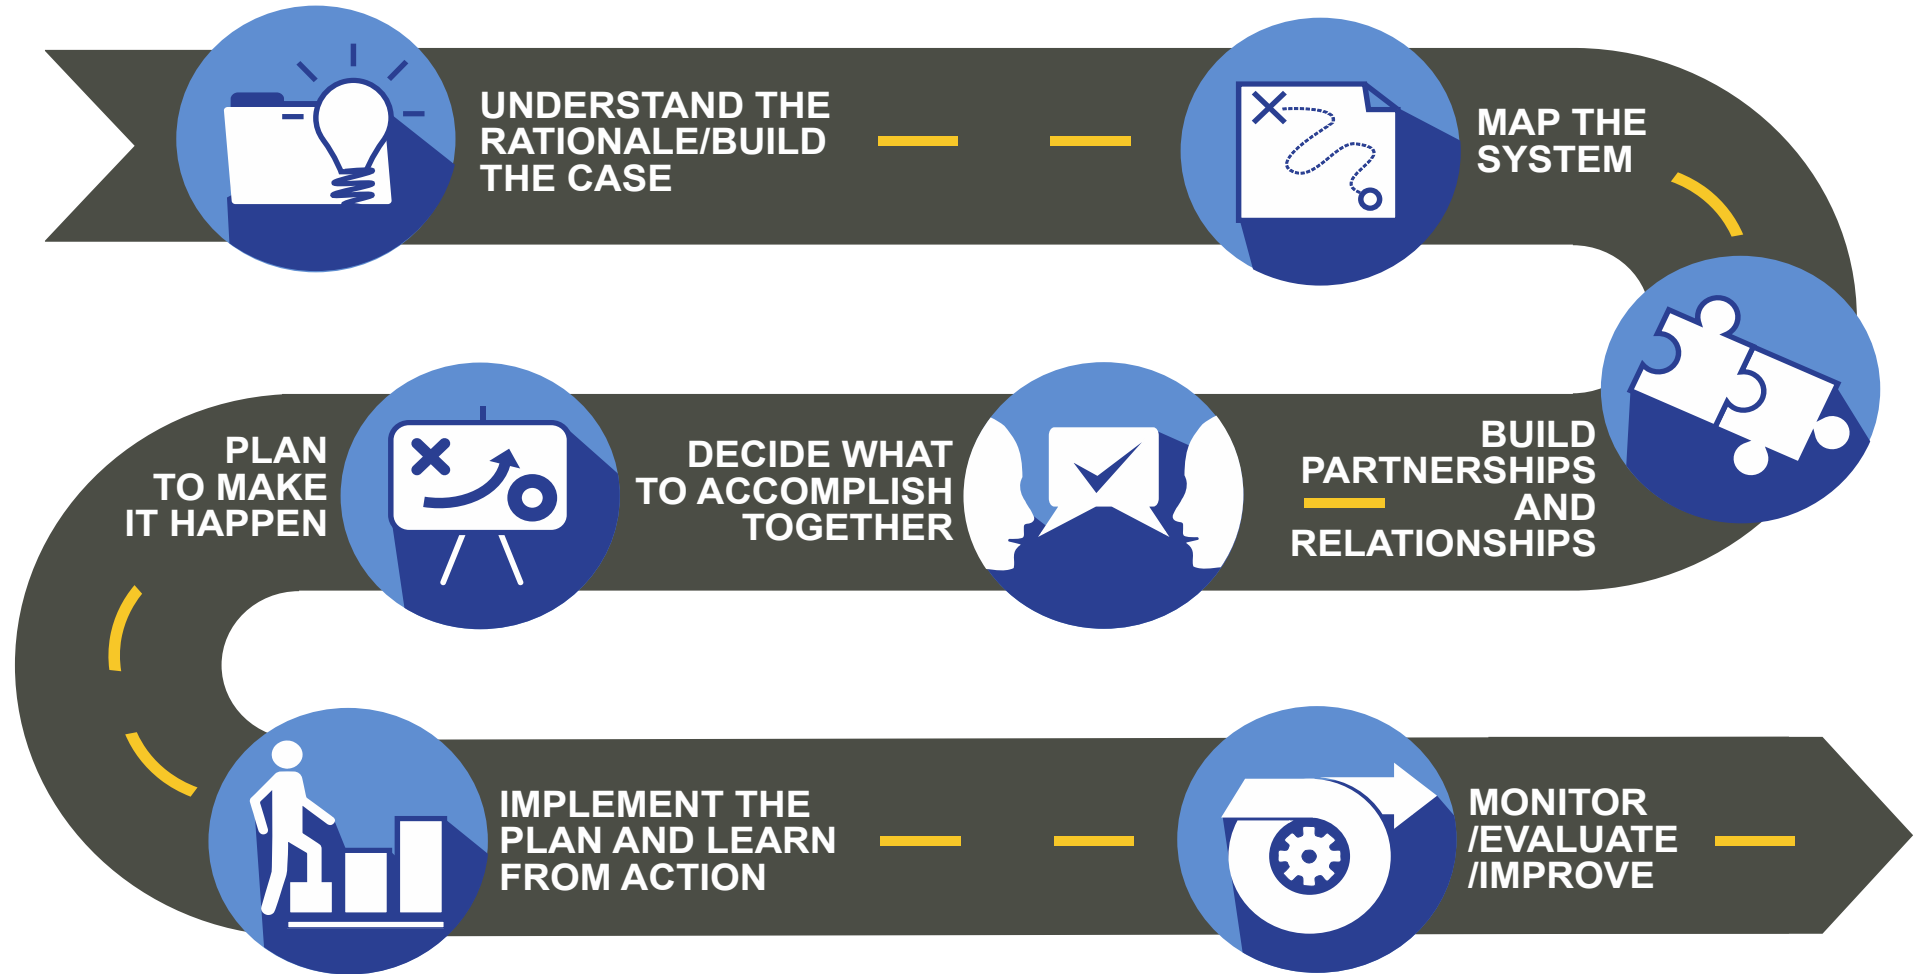 UNDERSTAND THE
RATIONALE/BUILD
THE CASE
MAP THE
SYSTEM
BUILD
PARTNERSHIPS
AND
RELATIONSHIPS
DECIDE WHAT
TO ACCOMPLISH
TOGETHER
PLAN
TO MAKE
IT HAPPEN
IMPLEMENT THE
PLAN AND LEARN
FROM ACTION
MONITOR
/EVALUATE
/IMPROVE